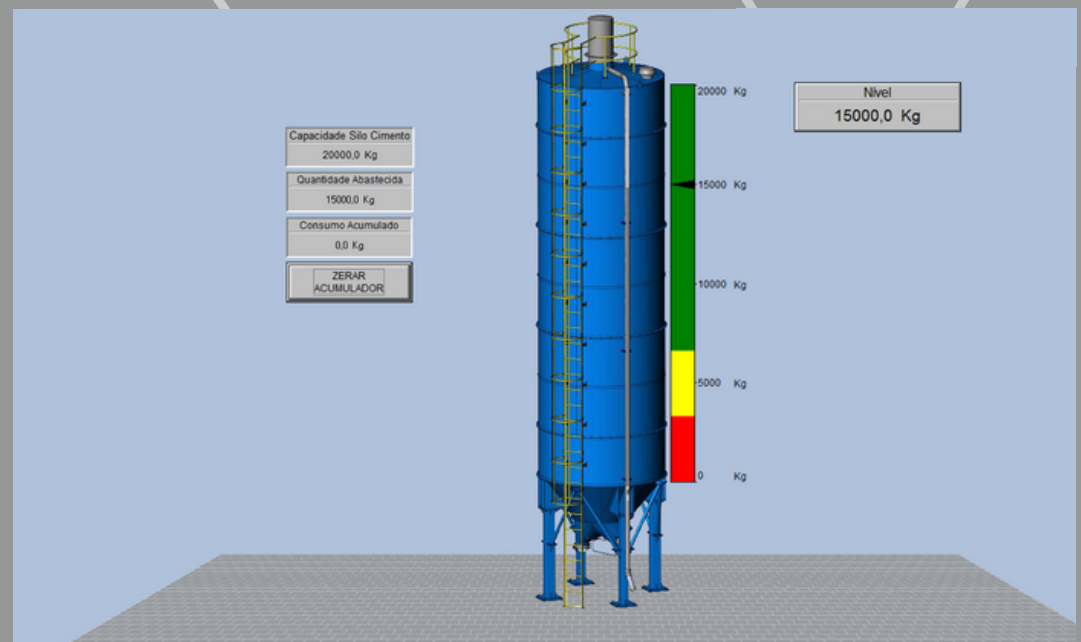 Capacidade Silo Cimento
20000,0 Kg
Quantidade Abastecida
15000,0 Kg
Consumo Acumulado
0,0 Kg
ZERAR
ACUMULADOR
20000 Kg
15000 Kg
10000 Kg
5000 Kg
0 Kg
Nível
15000,0 Kg